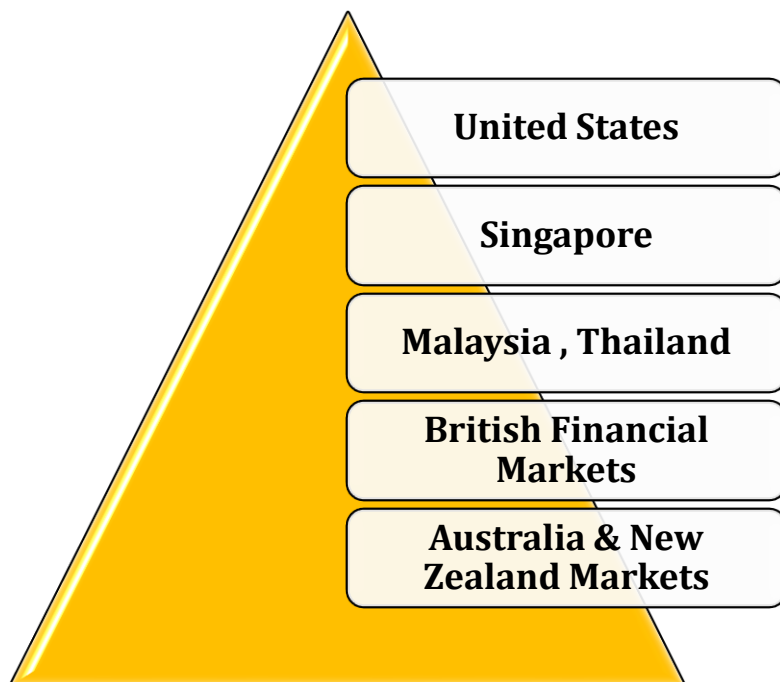 United States
Singapore
Malaysia , Thailand
British Financial
Markets
Australia & New
Zealand Markets